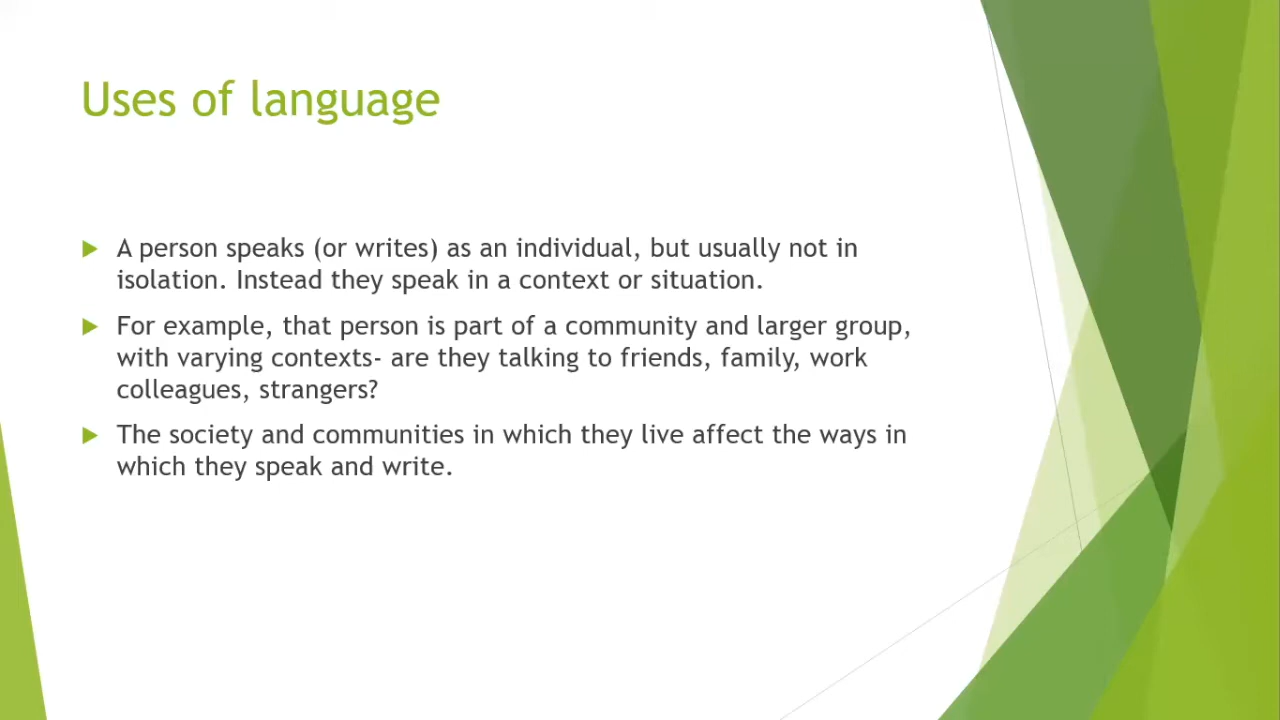 Uses of language
A person speaks (or writes) as an individual, but usually not in
isolation. Instead they speak in a context or situation.
For example, that person is part of a community and larger group,
with varying contexts- are they talking to friends, family, work
colleagues, strangers?
The society and communities in which they live affect the ways in
which they speak and write.